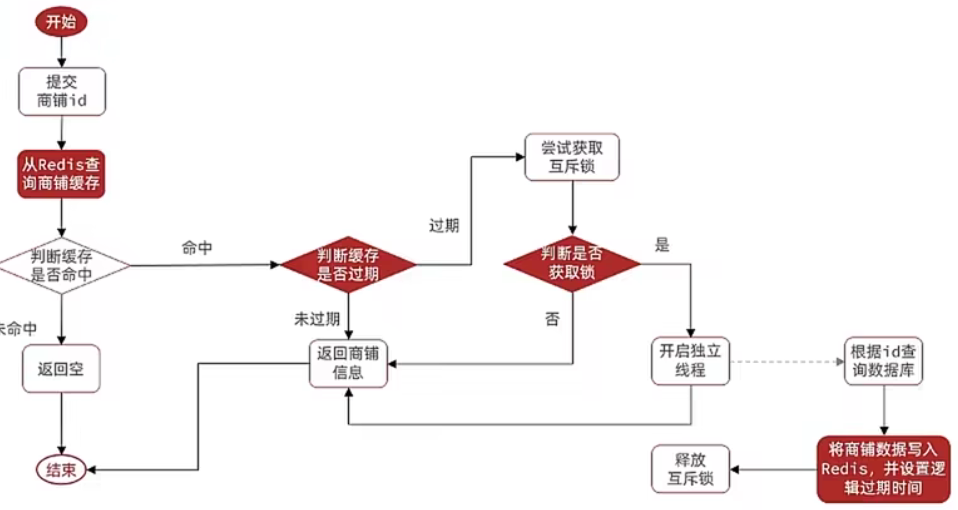 开始
提交
商铺id
从Redis查
询商铺缓存
判断缓存
是否命中
命中
未命中
返回空
结束
判断缓存
是否过期
过期
未过期
返回商铺
信息
尝试获取
互斥锁
判断是否
获取锁
是
否
开启独立
线程
根据id查
询数据库
将商铺数据写入
Redis，并设置逻
辑过期时间
释放
互斥锁